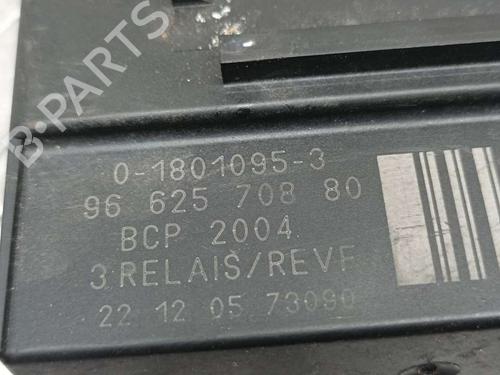 0-1801095-3
96 625 708 80
BCP 2004
3 RELAIS/REVF
22 12 05 73090
B-PARTS